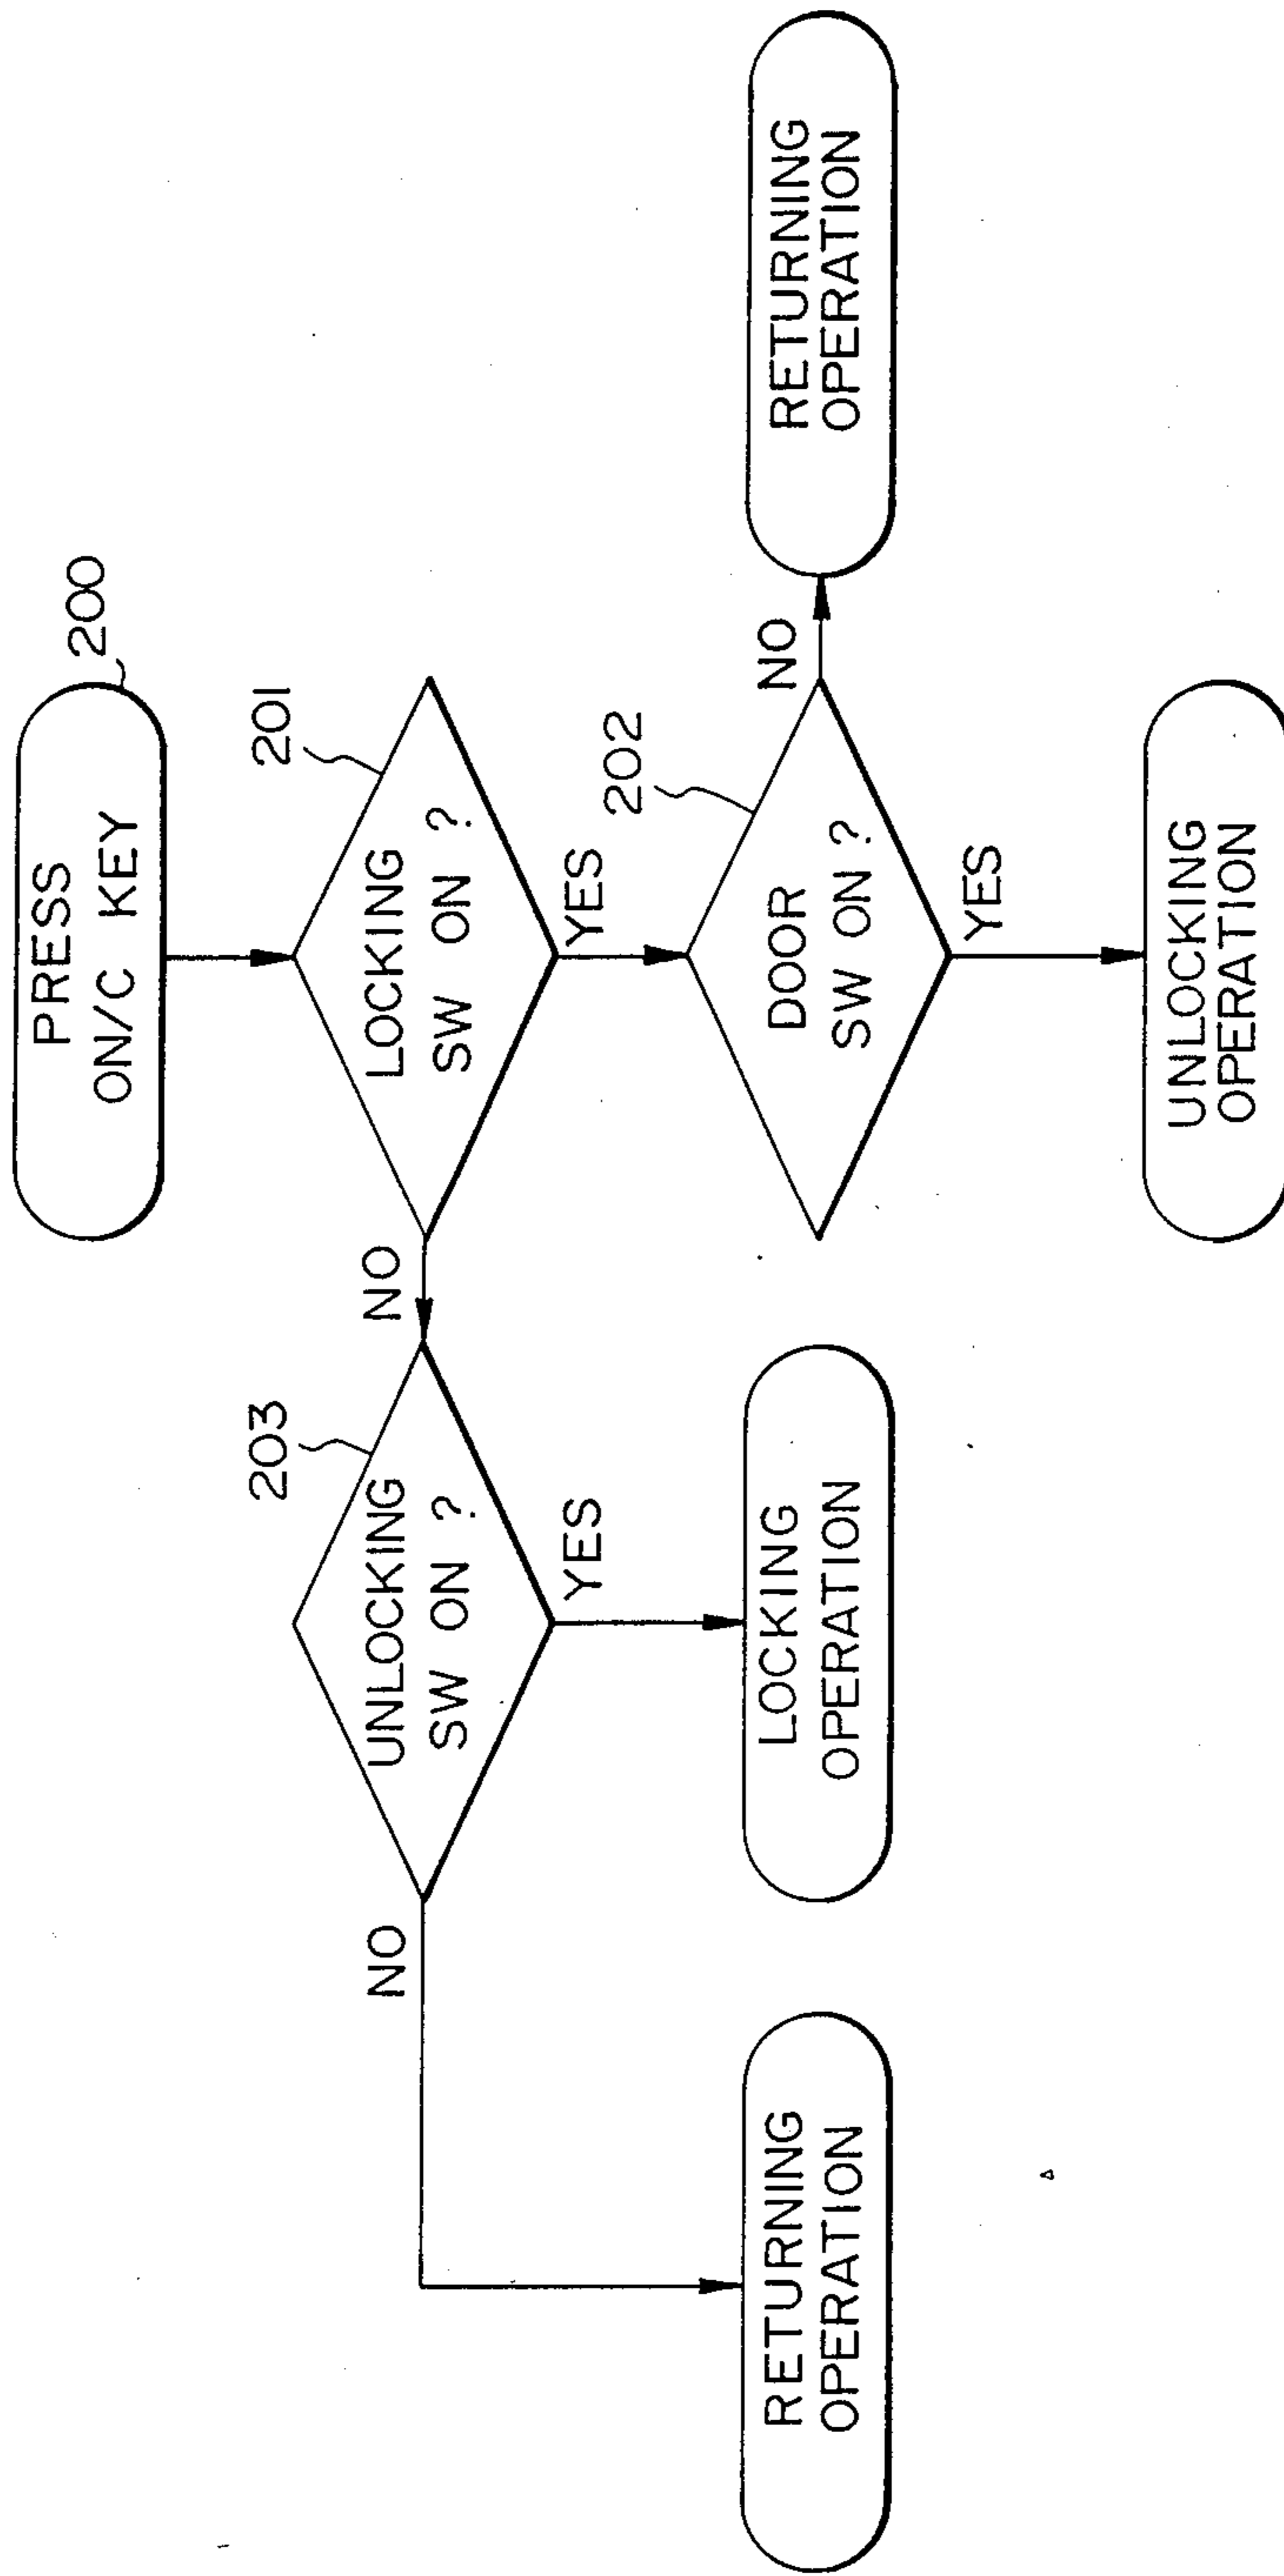 PRESS
ON/C KEY
200
LOCKING
SW ON ?
201
NO
YES
UNLOCKING
SW ON ?
203
NO
YES
DOOR
SW ON ?
202
NO
YES
RETURNING
OPERATION
LOCKING
OPERATION
RETURNING
OPERATION
UNLOCKING
OPERATION